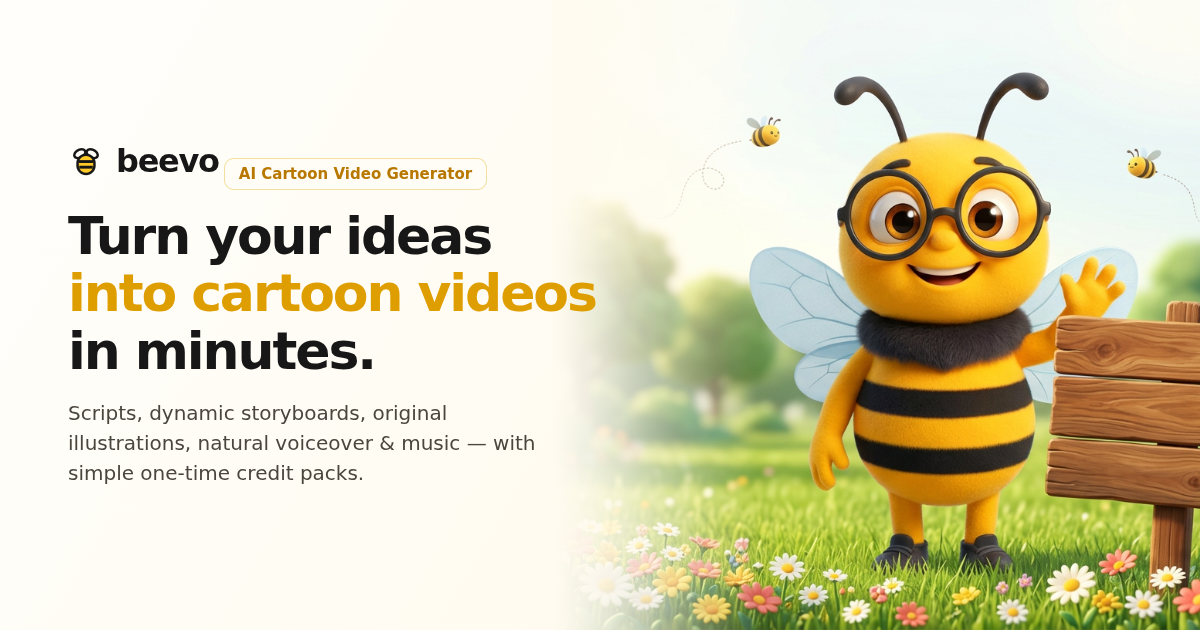 beevo
AI Cartoon Video Generator
Turn your ideas
into cartoon videos
in minutes.
Scripts, dynamic storyboards, original
illustrations, natural voiceover & music — with
simple one-time credit packs.